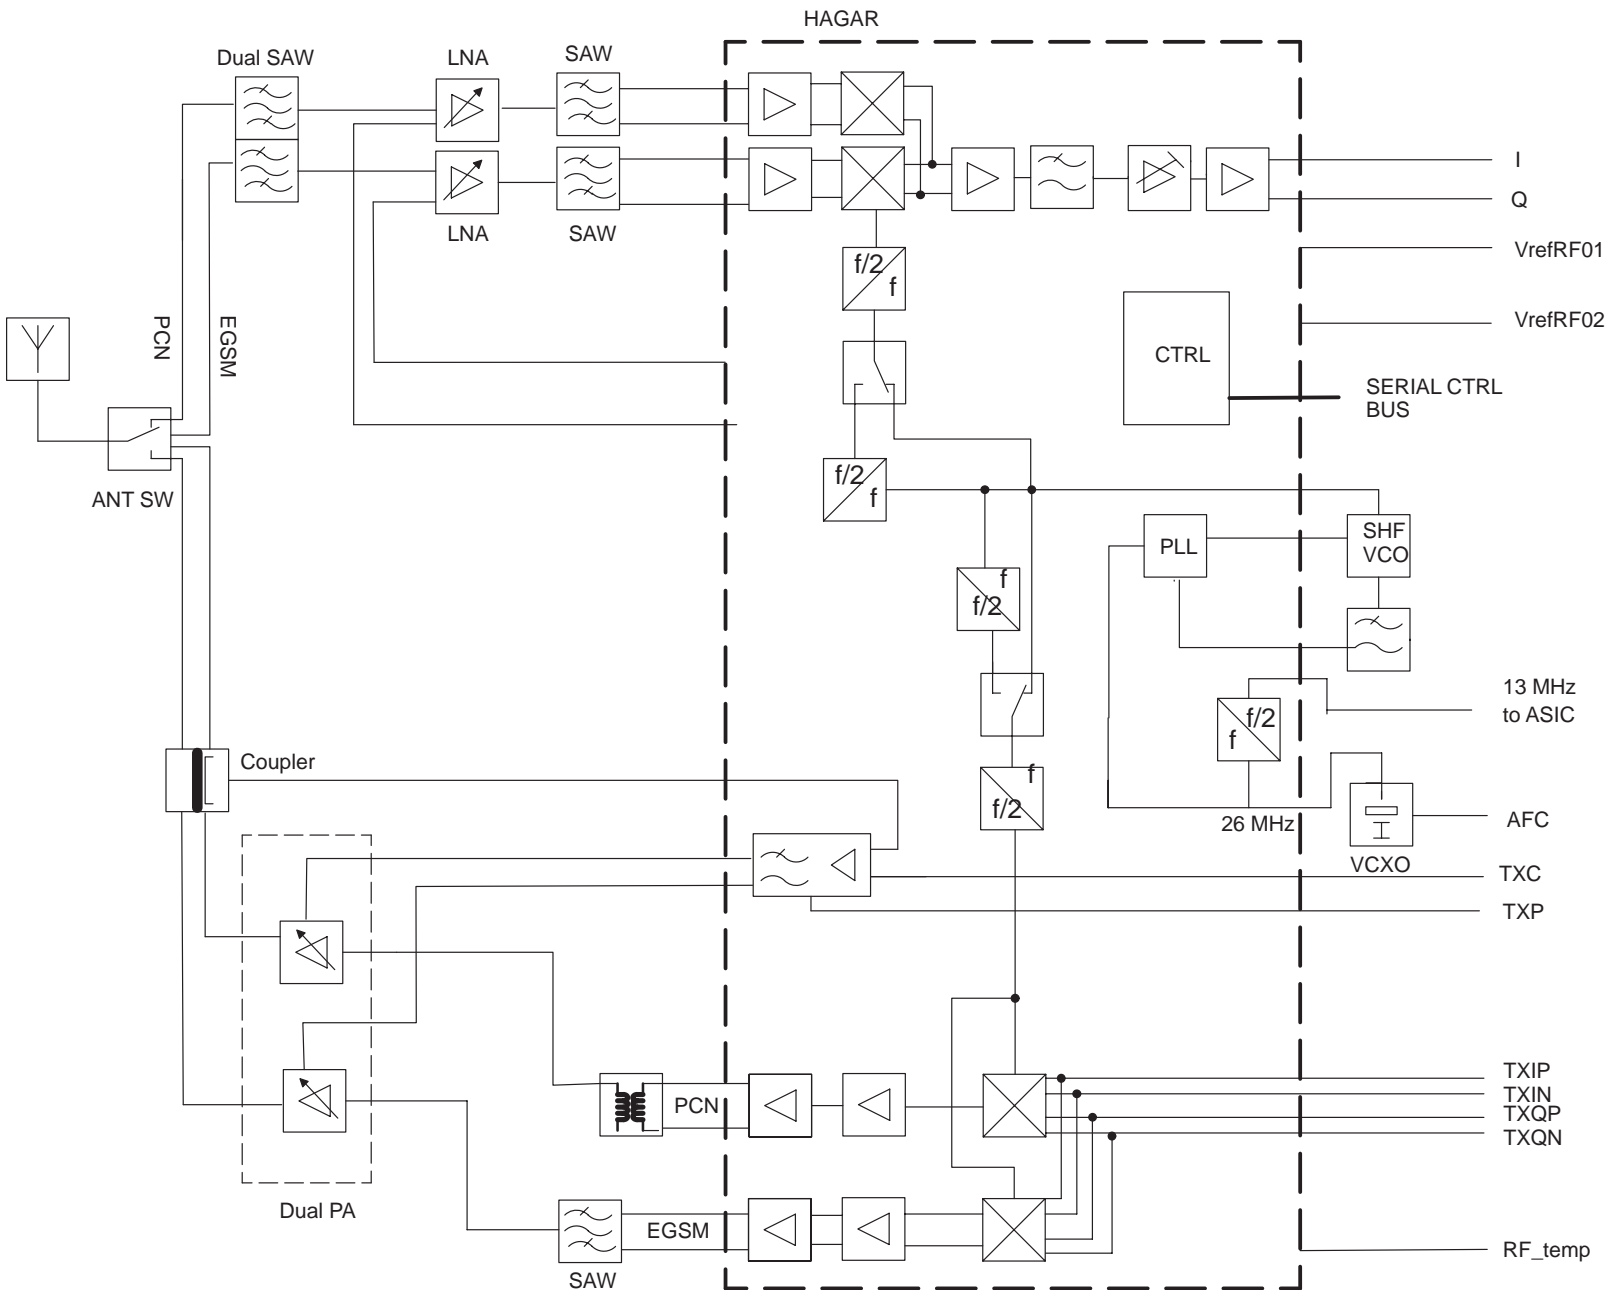 HAGAR
Dual SAW
LNA
SAW
I
Q
LNA
SAW
VrefRF01
f/2
f
PCN
EGSM
VrefRF02
CTRL
SERIAL CTRL
BUS
ANT SW
f/2
f
PLL
SHF
VCO
f
f/2
13 MHz
to ASIC
f/2
f
Coupler
f
f/2
26 MHz
AFC
VCXO
TXC
TXP
TXIP
TXIN
PCN
TXQP
TXQN
Dual PA
EGSM
RF_temp
SAW